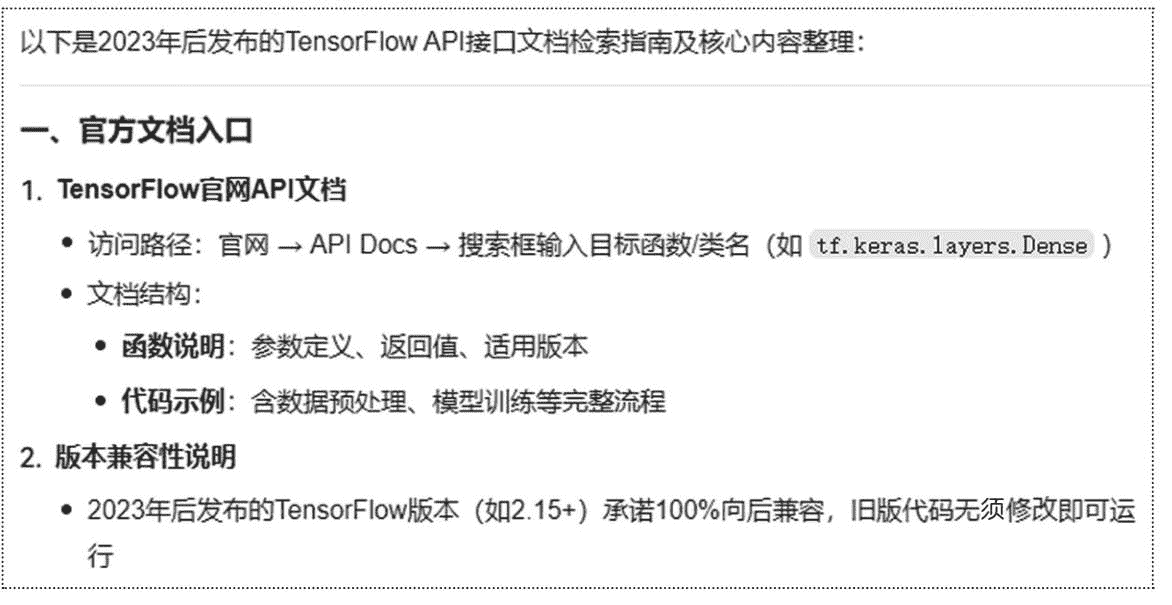 以下是2023年后发布的TensorFlow API接口文档检索指南及核心内容整理：
一、官方文档入口
1. TensorFlow官网API文档
• 访问路径：官网 → API Docs → 搜索框输入目标函数/类名（如 tf.keras.layers.Dense ）
• 文档结构：
• 函数说明：参数定义、返回值、适用版本
• 代码示例：含数据预处理、模型训练等完整流程
2. 版本兼容性说明
• 2023年后发布的TensorFlow版本（如2.15+）承诺100%向后兼容，旧版代码无须修改即可运
行